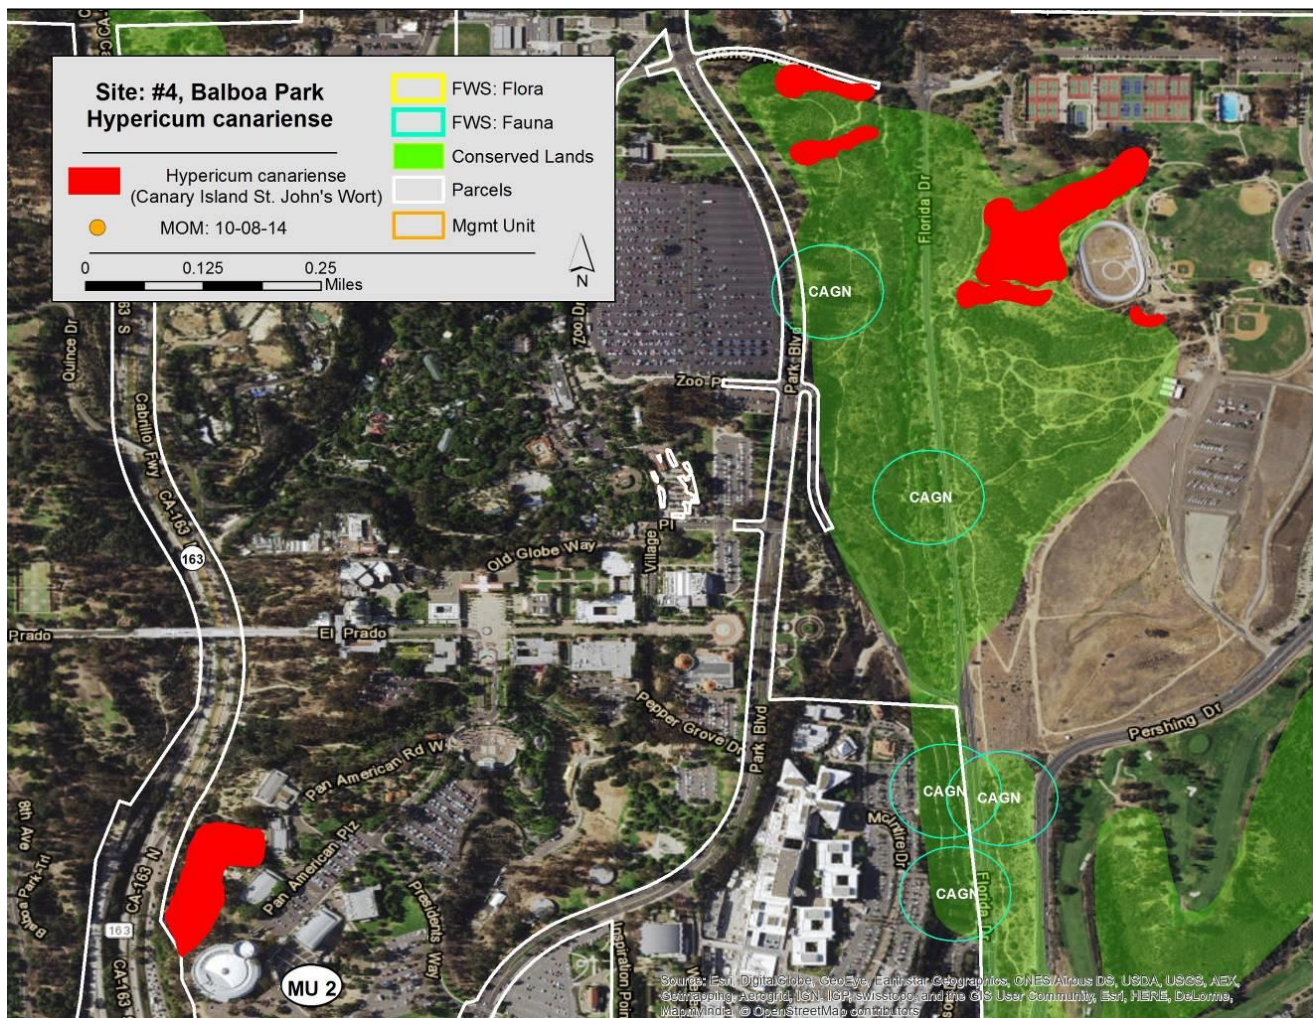 Site: #4, Balboa Park
Hypericum canariense
Hypericum canariense
(Canary Island St. John's Wort)
MOM: 10-08-14
0 0.125 0.25
Miles
FWS: Flora
FWS: Fauna
Conserved Lands
Parcels
Mgmt Unit
N
Florida Dr
CAGN
Zoo Pl
Park Blvd
Quince Dr
Cabrillo Fwy
CA-163
163
CAGN
Old Globe Way
Village Pl
Prado
El Prado
Pepper Grove Dr
Park Blvd
Pershing Dr
Pan American Rd W
CAGN
CAGN
McIntire Dr
8th Ave
Balboa Park Trl
CA-163 N
Pan American Plz
Presidents Way
CAGN
Florida Dr
163
CA-163
Inspiration Point
MU 2
Source: Esri, DigitalGlobe, GeoEye, Earthstar Geographics, CNES/Airbus DS, USDA, USGS, AEX,
Getmapping, Aerogrid, IGN, IGP, swisstopo, and the GIS User Community, Esri, HERE, DeLorme,
MapmyIndia, © OpenStreetMap contributors